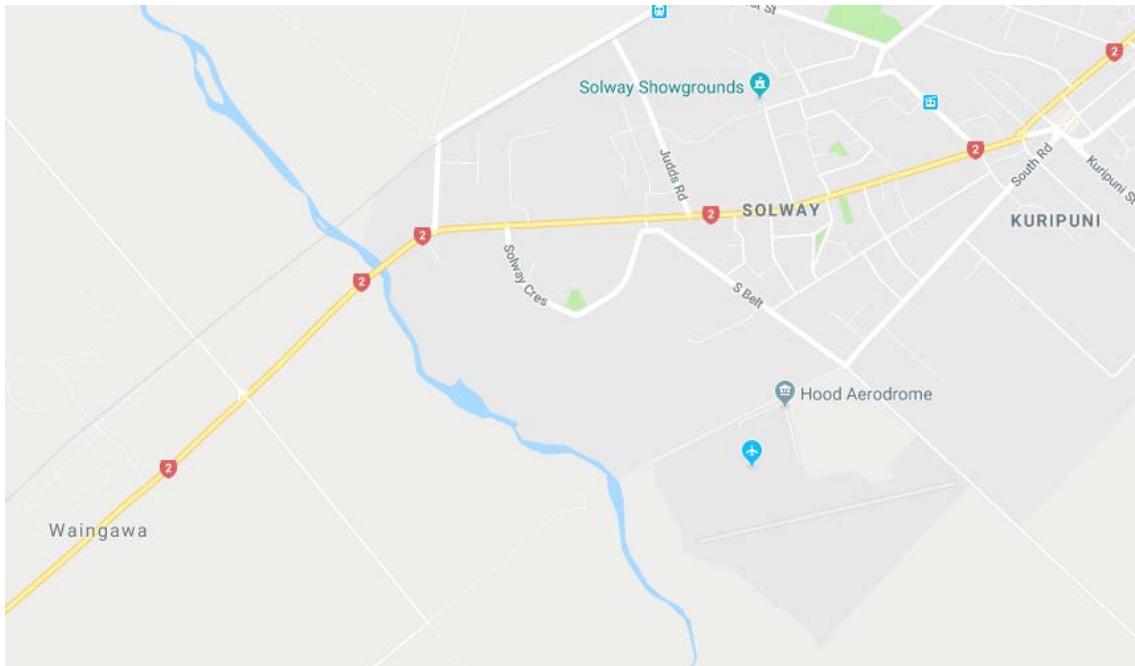 2
Solway Showgrounds
2
Judds Rd
South Rd
Kuripuni St
2
SOLWAY
KURIPUNI
2
Solway Cres
2
S Belt
Hood Aerodrome
2
Waingawa